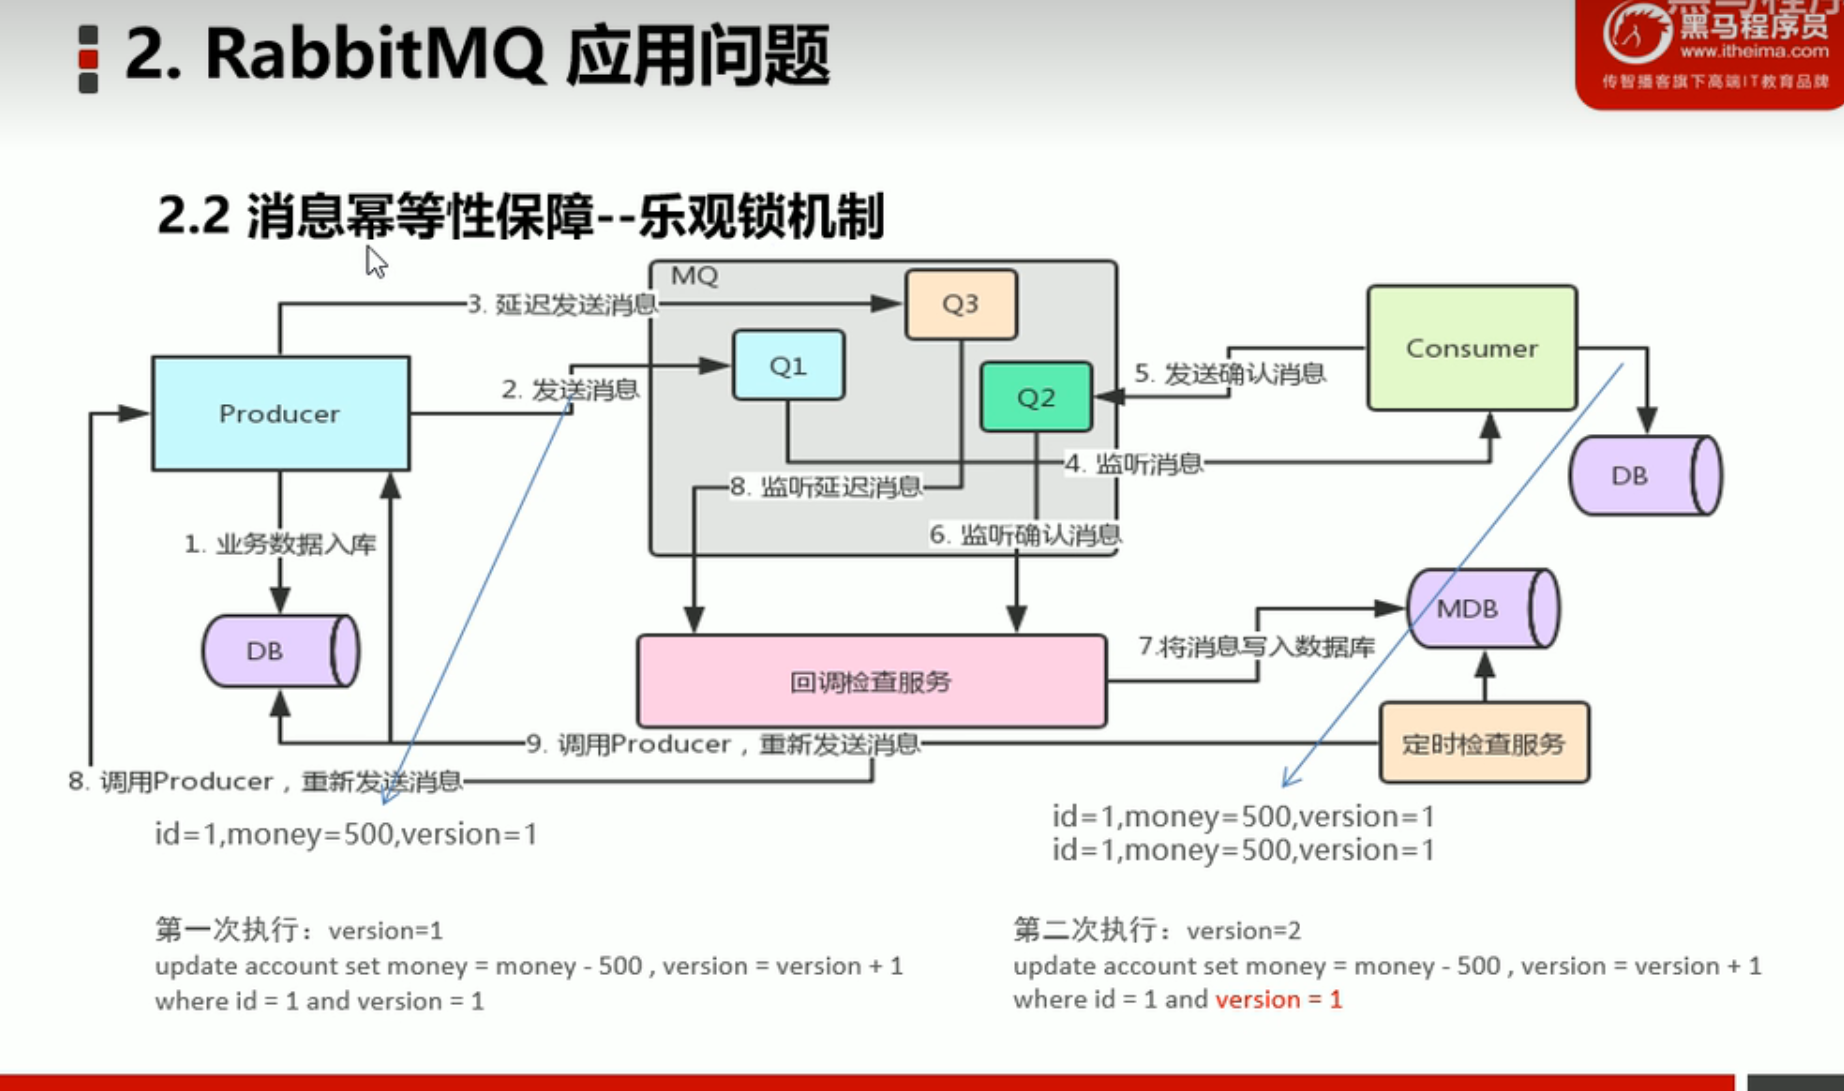 2. RabbitMQ 应用问题
黑马程序员
www.itheima.com
传智播客旗下高端IT教育品牌
2.2 消息幂等性保障--乐观锁机制
MQ
3. 延迟发送消息
Q3
Q1
2. 发送消息
Q2
5. 发送确认消息
Consumer
Producer
4. 监听消息
8. 监听延迟消息
6. 监听确认消息
DB
1. 业务数据入库
DB
MDB
7.将消息写入数据库
回调检查服务
定时检查服务
9. 调用Producer，重新发送消息
8. 调用Producer，重新发送消息
id=1,money=500,version=1
id=1,money=500,version=1
id=1,money=500,version=1
第一次执行：version=1
update account set money = money - 500 , version = version + 1
where id = 1 and version = 1
第二次执行：version=2
update account set money = money - 500 , version = version + 1
where id = 1 and version = 1